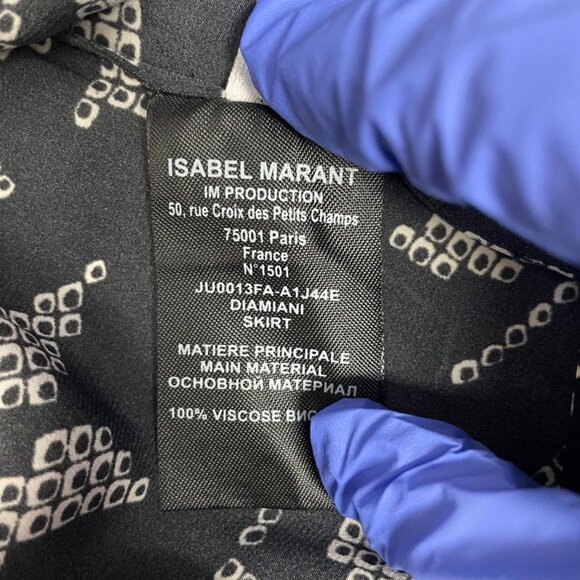 ISABEL MARANT
IM PRODUCTION
50, rue Croix des Petits Champs
75001 Paris
France
N°1501
JU0013FA-A1J44E
DIAMIANI
SKIRT
MATIERE PRINCIPALE
MAIN MATERIAL
ОСНОВНОЙ МАТЕРИАЛ
100% VISCOSE